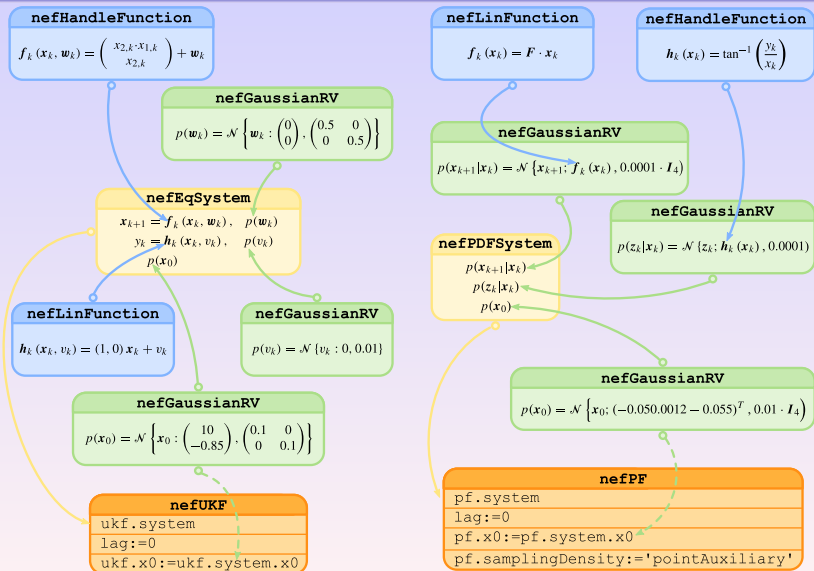 nefHandleFunction
f_k (x_k, w_k) = ( x_{2,k}·x_{1,k} ; x_{2,k} ) + w_k
nefGaussianRV
p(w_k) = N { w_k : (0 ; 0), (0.5 0 ; 0 0.5) }
nefEqSystem
x_{k+1} = f_k (x_k, w_k), p(w_k)
y_k = h_k (x_k, v_k), p(v_k)
p(x_0)
nefLinFunction
h_k (x_k, v_k) = (1, 0) x_k + v_k
nefGaussianRV
p(v_k) = N {v_k : 0, 0.01}
nefGaussianRV
p(x_0) = N { x_0 : (10 ; −0.85), (0.1 0 ; 0 0.1) }
nefUKF
ukf.system
lag:=0
ukf.x0:=ukf.system.x0
nefLinFunction
f_k (x_k) = F · x_k
nefHandleFunction
h_k (x_k) = tan⁻¹ (y_k / x_k)
nefGaussianRV
p(x_{k+1}|x_k) = N {x_{k+1}; f_k (x_k), 0.0001 · I_4}
nefGaussianRV
p(z_k|x_k) = N {z_k; h_k (x_k), 0.0001)
nefPDFSystem
p(x_{k+1}|x_k)
p(z_k|x_k)
p(x_0)
nefGaussianRV
p(x_0) = N {x_0; (−0.050.0012 − 0.055)^T, 0.01 · I_4)
nefPF
pf.system
lag:=0
pf.x0:=pf.system.x0
pf.samplingDensity:='pointAuxiliary'